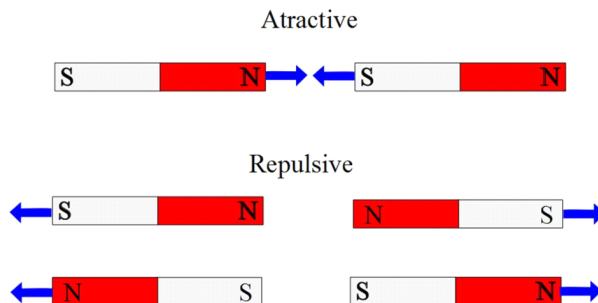 Atractive
S N S N
Repulsive
S N N S
N S S N